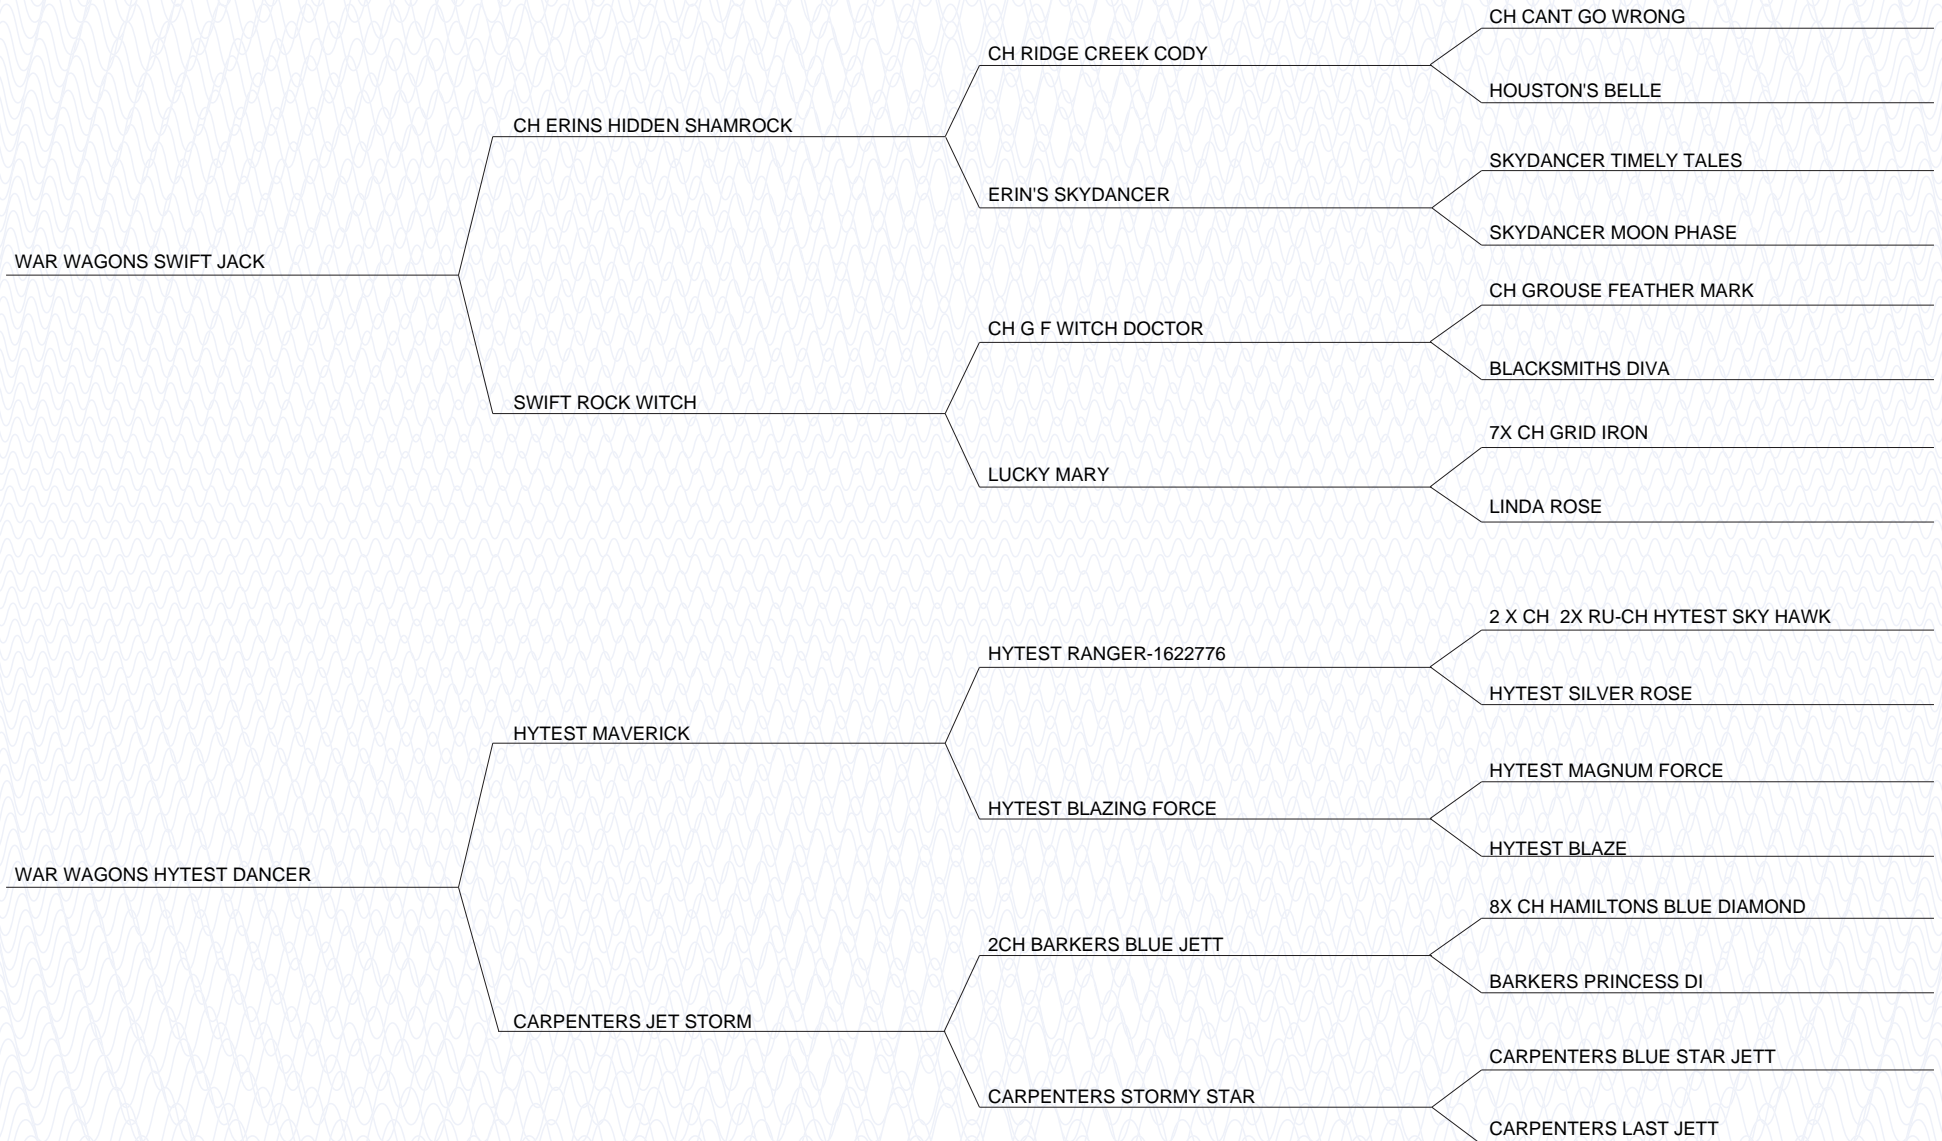 CH CANT GO WRONG
CH RIDGE CREEK CODY
HOUSTON'S BELLE
CH ERINS HIDDEN SHAMROCK
SKYDANCER TIMELY TALES
ERIN'S SKYDANCER
SKYDANCER MOON PHASE
WAR WAGONS SWIFT JACK
CH GROUSE FEATHER MARK
CH G F WITCH DOCTOR
BLACKSMITHS DIVA
SWIFT ROCK WITCH
7X CH GRID IRON
LUCKY MARY
LINDA ROSE
2 X CH  2X RU-CH HYTEST SKY HAWK
HYTEST RANGER-1622776
HYTEST SILVER ROSE
HYTEST MAVERICK
HYTEST MAGNUM FORCE
HYTEST BLAZING FORCE
HYTEST BLAZE
WAR WAGONS HYTEST DANCER
8X CH HAMILTONS BLUE DIAMOND
2CH BARKERS BLUE JETT
BARKERS PRINCESS DI
CARPENTERS JET STORM
CARPENTERS BLUE STAR JETT
CARPENTERS STORMY STAR
CARPENTERS LAST JETT